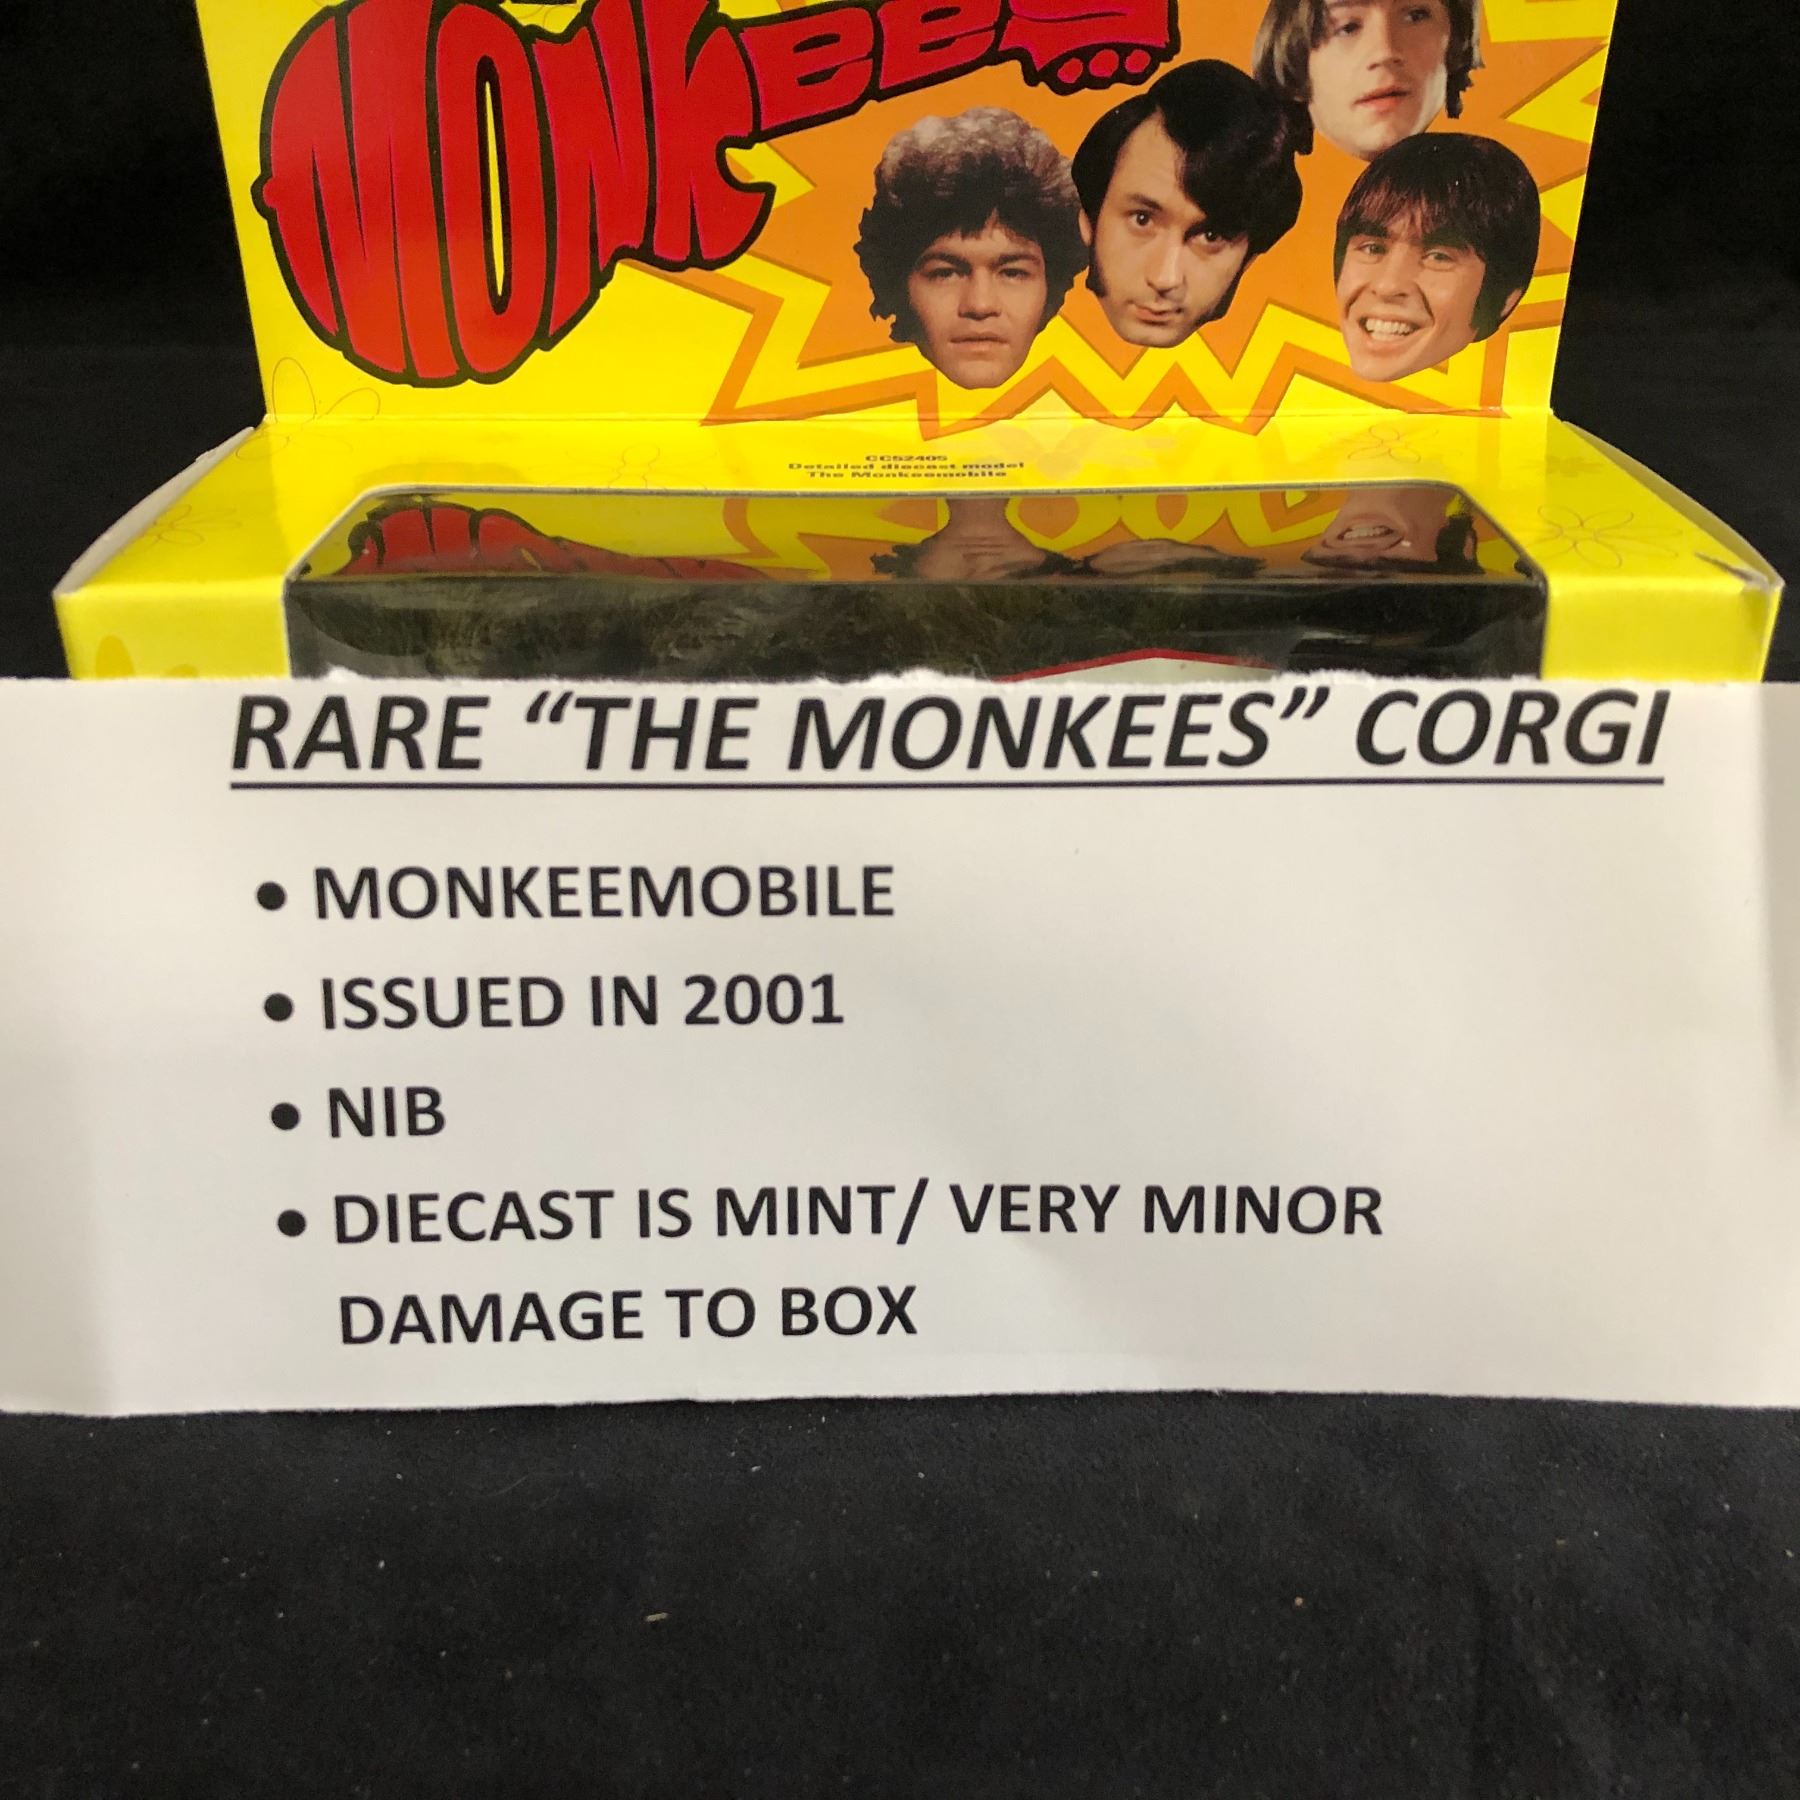 MONKEES
CC52405
Detailed diecast model
The Monkeemobile
RARE “THE MONKEES” CORGI
• MONKEEMOBILE
• ISSUED IN 2001
• NIB
• DIECAST IS MINT/ VERY MINOR
DAMAGE TO BOX